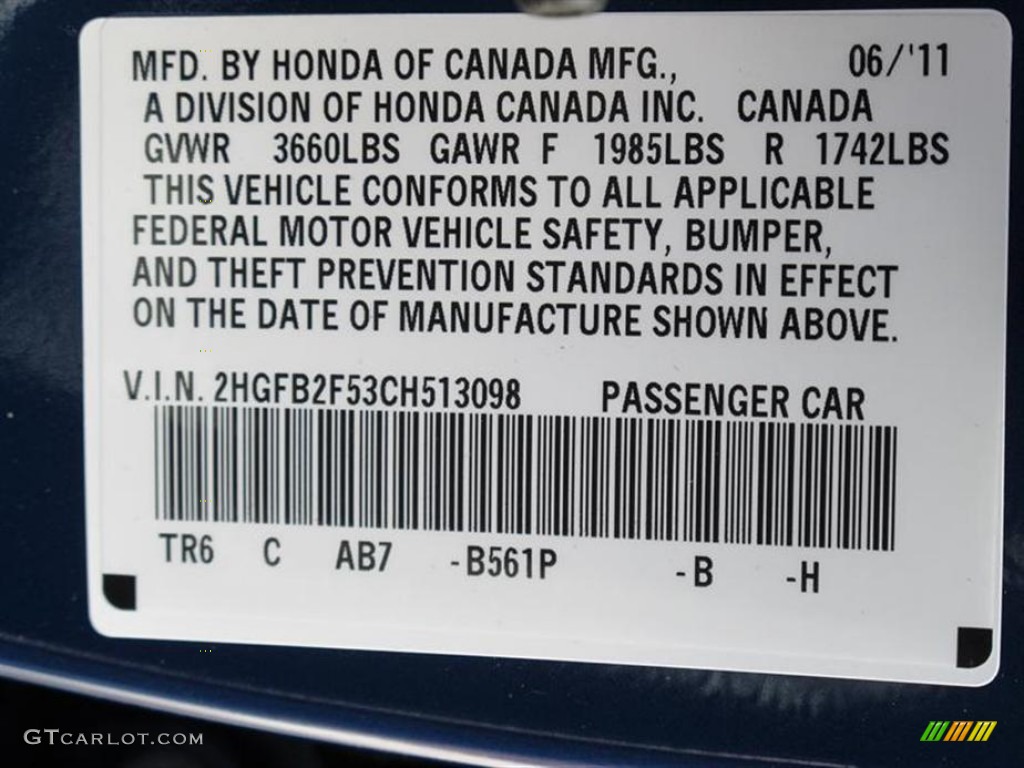 MFD. BY HONDA OF CANADA MFG., 06/'11
A DIVISION OF HONDA CANADA INC. CANADA
GVWR 3660LBS GAWR F 1985LBS R 1742LBS
THIS VEHICLE CONFORMS TO ALL APPLICABLE
FEDERAL MOTOR VEHICLE SAFETY, BUMPER,
AND THEFT PREVENTION STANDARDS IN EFFECT
ON THE DATE OF MANUFACTURE SHOWN ABOVE.
V.I.N. 2HGFB2F53CH513098 PASSENGER CAR
TR6 C AB7 -B561P -B -H
GTCARLOT.COM